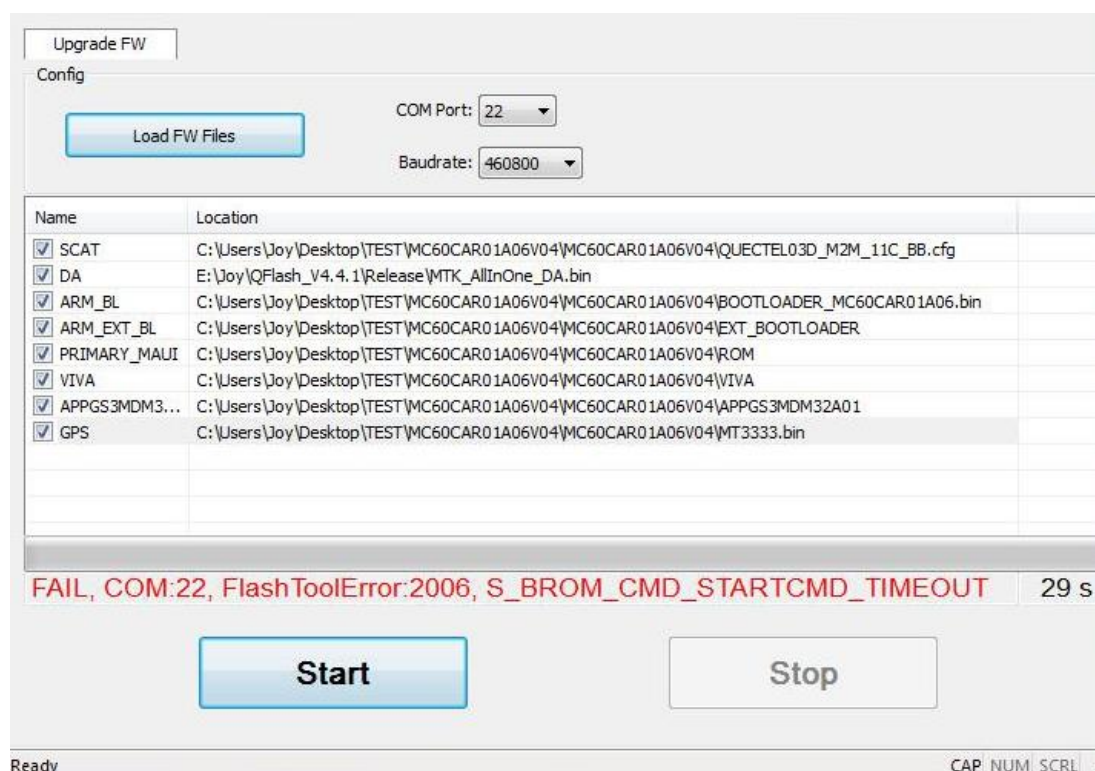 Upgrade FW
Config
Load FW Files
COM Port: 22
Baudrate: 460800
Name Location
SCAT C:\Users\Joy\Desktop\TEST\MC60CAR01A06V04\MC60CAR01A06V04\QUECTEL03D_M2M_11C_BB.cfg
DA E:\Joy\QFlash_V4.4.1\Release\MTK_AllInOne_DA.bin
ARM_BL C:\Users\Joy\Desktop\TEST\MC60CAR01A06V04\MC60CAR01A06V04\BOOTLOADER_MC60CAR01A06.bin
ARM_EXT_BL C:\Users\Joy\Desktop\TEST\MC60CAR01A06V04\MC60CAR01A06V04\EXT_BOOTLOADER
PRIMARY_MAUI C:\Users\Joy\Desktop\TEST\MC60CAR01A06V04\MC60CAR01A06V04\ROM
VIVA C:\Users\Joy\Desktop\TEST\MC60CAR01A06V04\MC60CAR01A06V04\VIVA
APPGS3MDM3... C:\Users\Joy\Desktop\TEST\MC60CAR01A06V04\MC60CAR01A06V04\APPGS3MDM32A01
GPS C:\Users\Joy\Desktop\TEST\MC60CAR01A06V04\MC60CAR01A06V04\MT3333.bin
FAIL, COM:22, FlashToolError:2006, S_BROM_CMD_STARTCMD_TIMEOUT 29 s
Start Stop
Ready CAP NUM SCRL